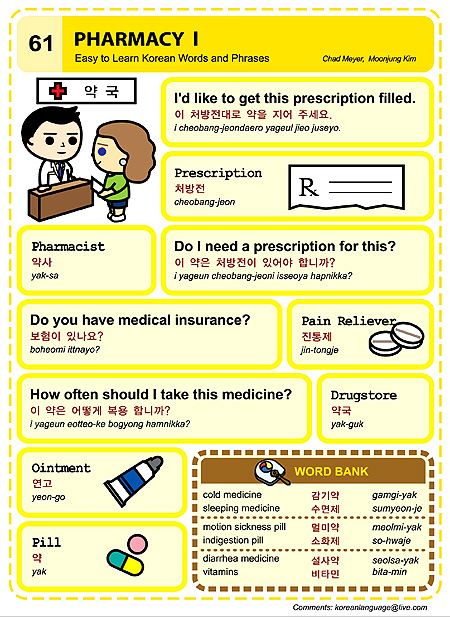 61
PHARMACY I
Easy to Learn Korean Words and Phrases
Chad Meyer, Moonjung Kim
약 국
I'd like to get this prescription filled.
이 처방전대로 약을 지어 주세요.
i cheobang-jeondaero yageul jieo juseyo.
Prescription
처방전
cheobang-jeon
Rx
Pharmacist
약사
yak-sa
Do I need a prescription for this?
이 약은 처방전이 있어야 합니까?
i yageun cheobang-jeoni isseoya hapnikka?
Do you have medical insurance?
보험이 있나요?
boheomi ittnayo?
Pain Reliever
진통제
jin-tongje
How often should I take this medicine?
이 약은 어떻게 복용 합니까?
i yageun eotteo-ke bogyong hamnikka?
Drugstore
약국
yak-guk
Ointment
연고
yeon-go
Pill
약
yak
WORD BANK
cold medicine 감기약 gamgi-yak
sleeping medicine 수면제 sumyeon-je
motion sickness pill 멀미약 meolmi-yak
indigestion pill 소화제 so-hwaje
diarrhea medicine 설사약 seolsa-yak
vitamins 비타민 bita-min
Comments: koreanlanguage@live.com